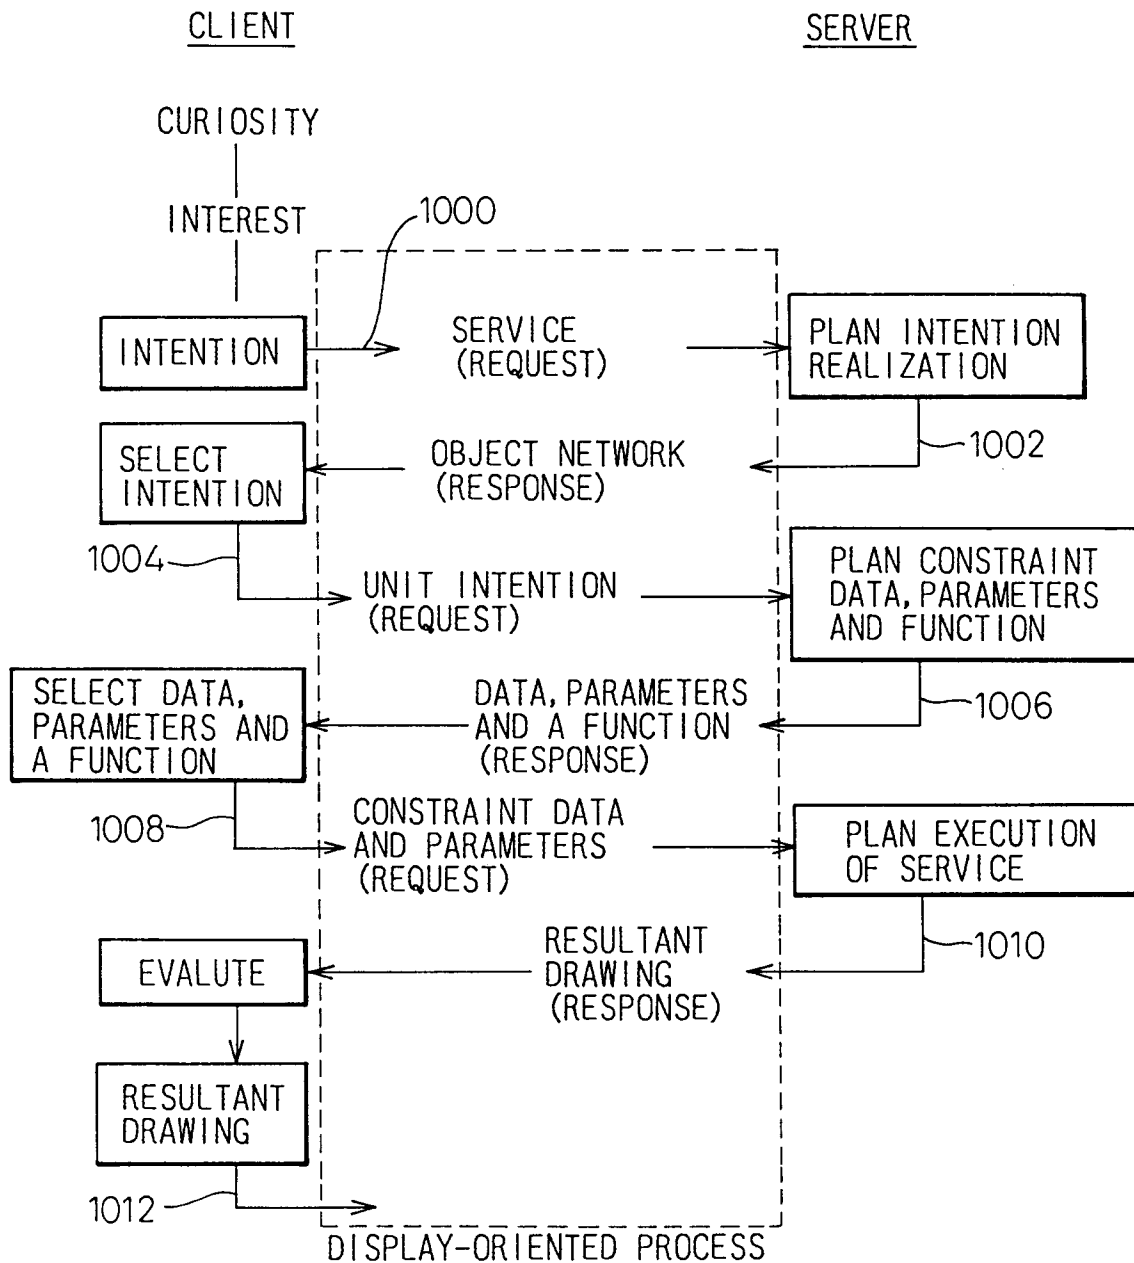 CLIENT
SERVER
CURIOSITY
INTEREST
1000
INTENTION
SERVICE
(REQUEST)
PLAN INTENTION
REALIZATION
1002
SELECT
INTENTION
OBJECT NETWORK
(RESPONSE)
1004
UNIT INTENTION
(REQUEST)
PLAN CONSTRAINT
DATA, PARAMETERS
AND FUNCTION
1006
SELECT DATA,
PARAMETERS AND
A FUNCTION
DATA, PARAMETERS
AND A FUNCTION
(RESPONSE)
1008
CONSTRAINT DATA
AND PARAMETERS
(REQUEST)
PLAN EXECUTION
OF SERVICE
1010
EVALUTE
RESULTANT
DRAWING
(RESPONSE)
RESULTANT
DRAWING
1012
DISPLAY-ORIENTED PROCESS